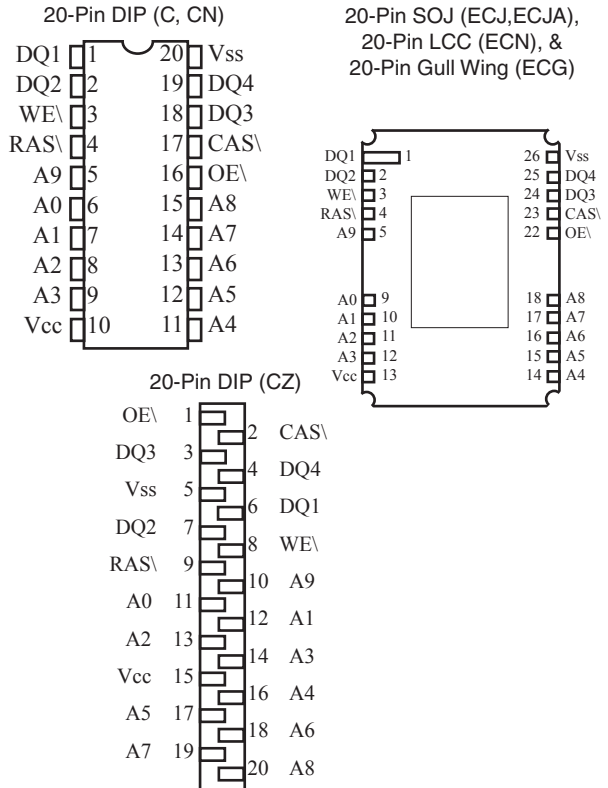 20-Pin DIP (C, CN)
DQ1 1 20 Vss
DQ2 2 19 DQ4
WE\ 3 18 DQ3
RAS\ 4 17 CAS\
A9 5 16 OE\
A0 6 15 A8
A1 7 14 A7
A2 8 13 A6
A3 9 12 A5
Vcc 10 11 A4
20-Pin SOJ (ECJ,ECJA),
20-Pin LCC (ECN), &
20-Pin Gull Wing (ECG)
DQ1 1 26 Vss
DQ2 2 25 DQ4
WE\ 3 24 DQ3
RAS\ 4 23 CAS\
A9 5 22 OE\
A0 9 18 A8
A1 10 17 A7
A2 11 16 A6
A3 12 15 A5
Vcc 13 14 A4
20-Pin DIP (CZ)
OE\ 1
2 CAS\
DQ3 3
4 DQ4
Vss 5
6 DQ1
DQ2 7
8 WE\
RAS\ 9
10 A9
A0 11
12 A1
A2 13
14 A3
Vcc 15
16 A4
A5 17
18 A6
A7 19
20 A8